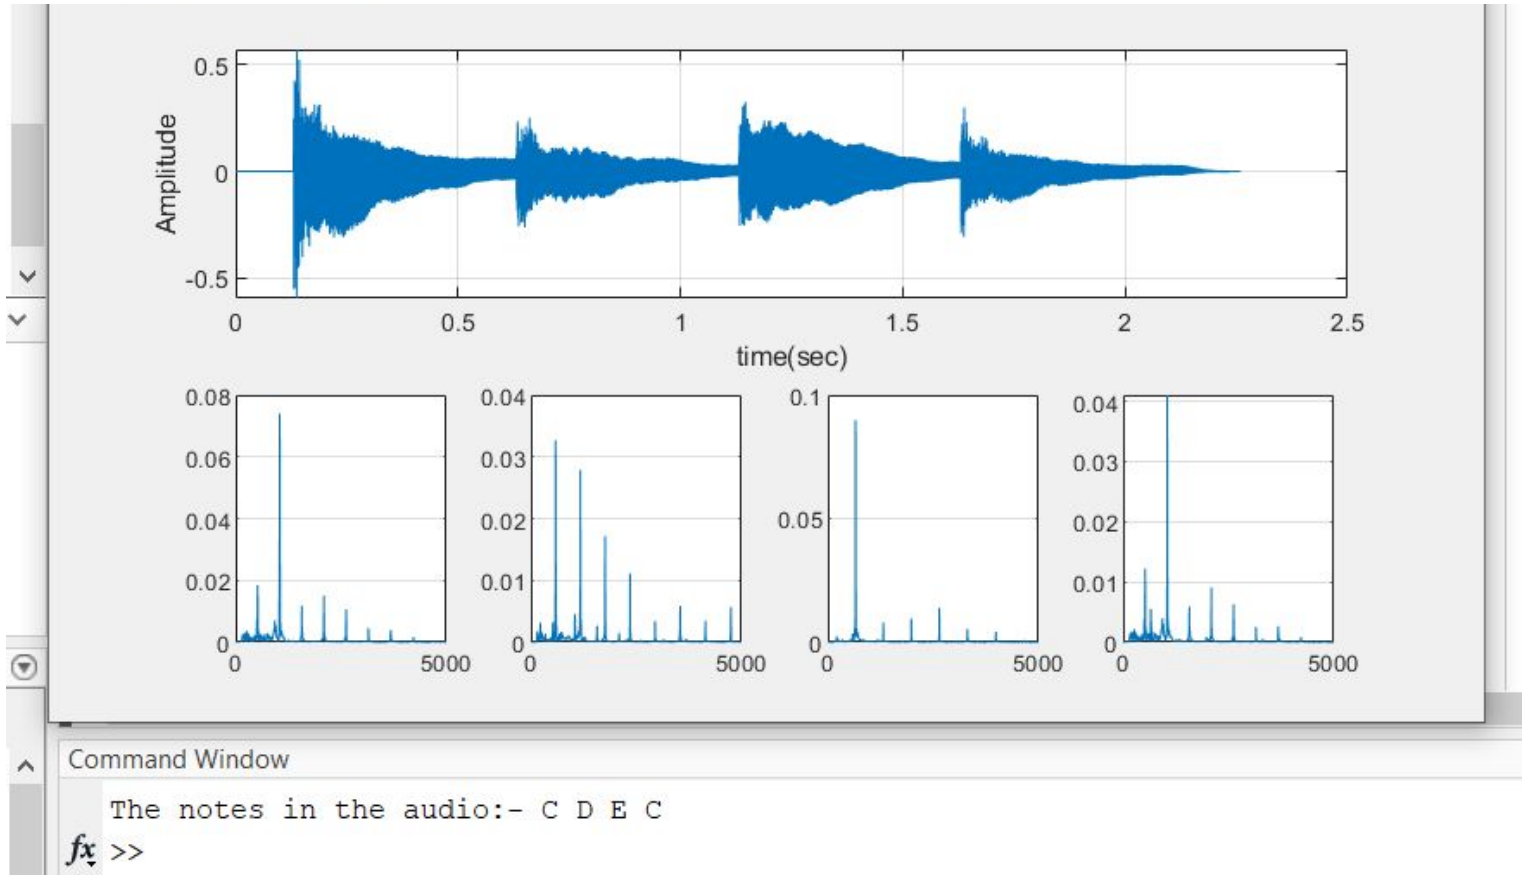 0.5
0
-0.5
Amplitude
0 0.5 1 1.5 2 2.5
time(sec)
0.08 0.04 0.1 0.04
0.06 0.03 0.03
0.04 0.02 0.05 0.02
0.02 0.01 0.01
0 0 0 0
0 5000 0 5000 0 5000 0 5000
Command Window
The notes in the audio:- C D E C
fx >>